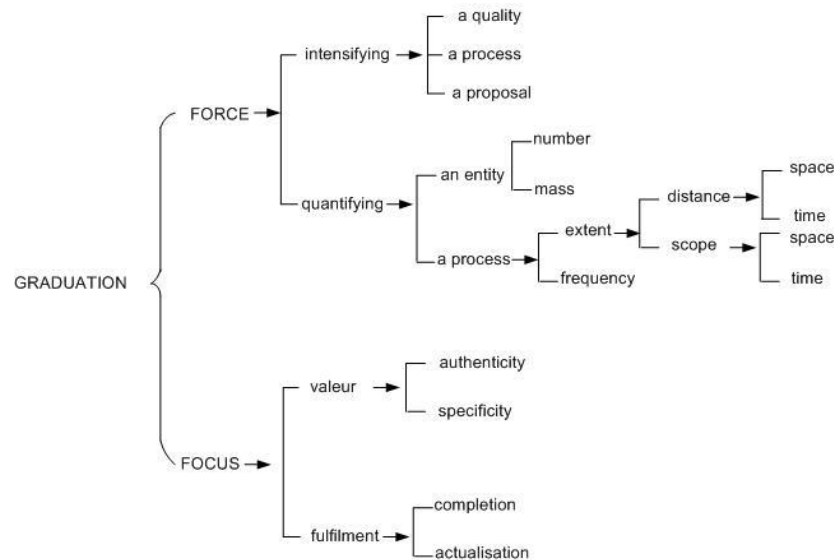 a quality
intensifying
a process
a proposal
FORCE
number
an entity
mass
quantifying
space
distance
time
extent
scope
space
a process
frequency
time
GRADUATION
authenticity
valeur
specificity
FOCUS
completion
fulfilment
actualisation